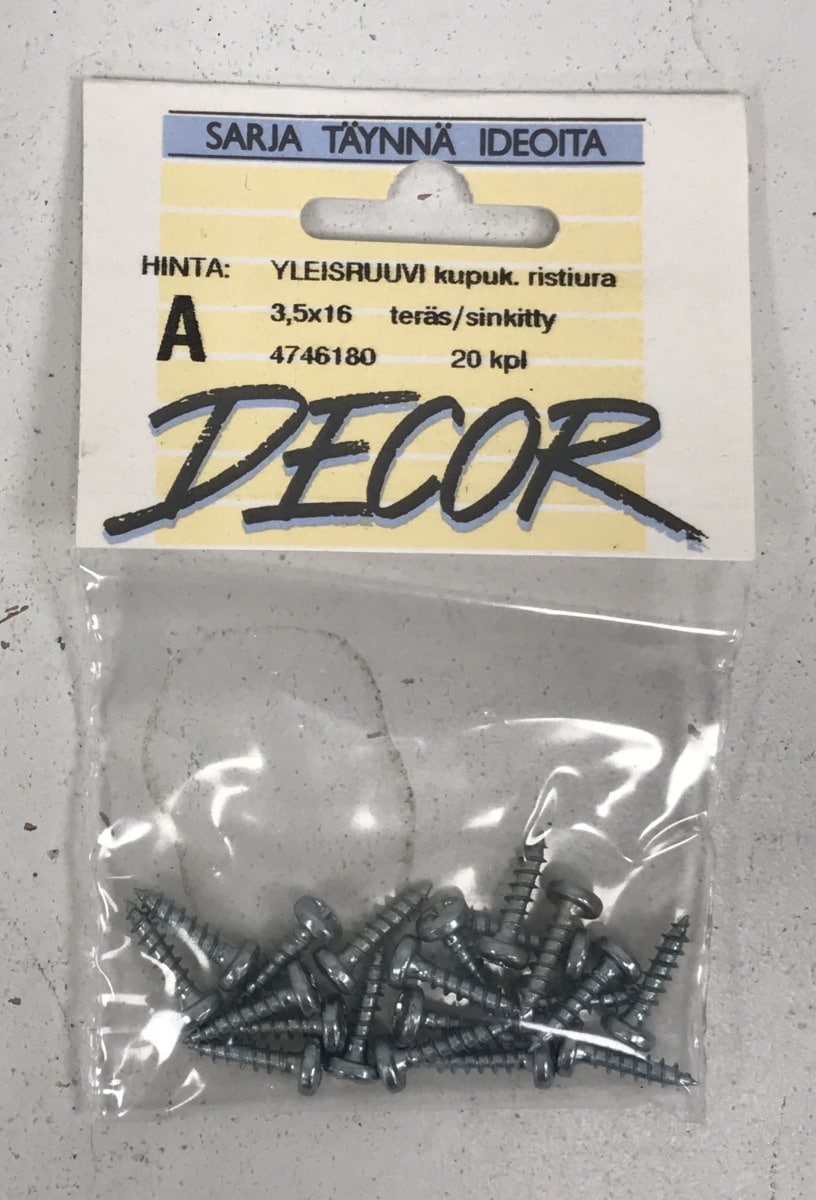 SARJA TÄYNNÄ IDEOITA
HINTA: YLEISRUUVI kupuk. ristiura
A 3,5x16 teräs/sinkitty
4746180 20 kpl
DECOR